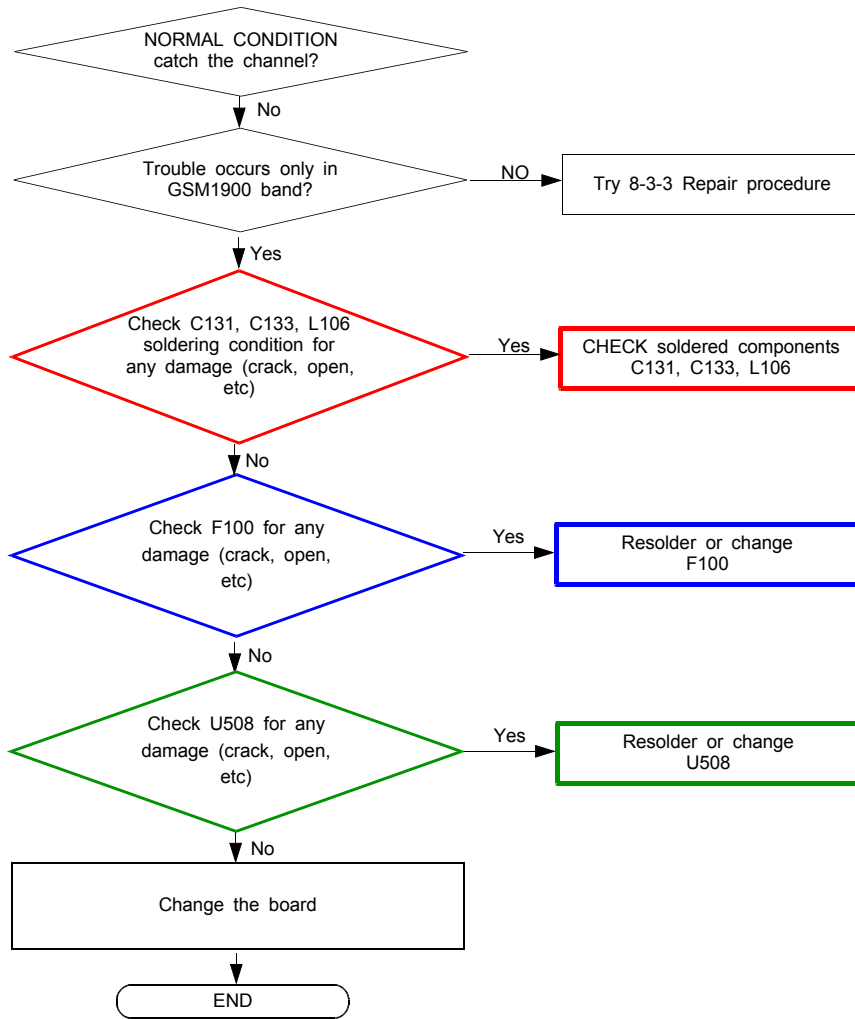 NORMAL CONDITION
catch the channel?
No
Trouble occurs only in
GSM1900 band?
NO
Try 8-3-3 Repair procedure
Yes
Check C131, C133, L106
soldering condition for
any damage (crack, open,
etc)
Yes
CHECK soldered components
C131, C133, L106
No
Check F100 for any
damage (crack, open,
etc)
Yes
Resolder or change
F100
No
Check U508 for any
damage (crack, open,
etc)
Yes
Resolder or change
U508
No
Change the board
END